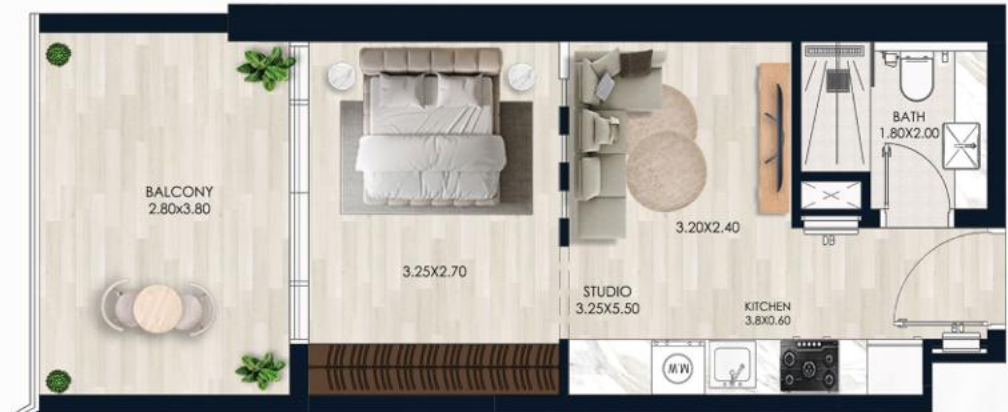 BALCONY
2.80x3.80
3.25X2.70
STUDIO
3.25X5.50
3.20X2.40
KITCHEN
3.8X0.60
BATH
1.80X2.00
DB
M.W